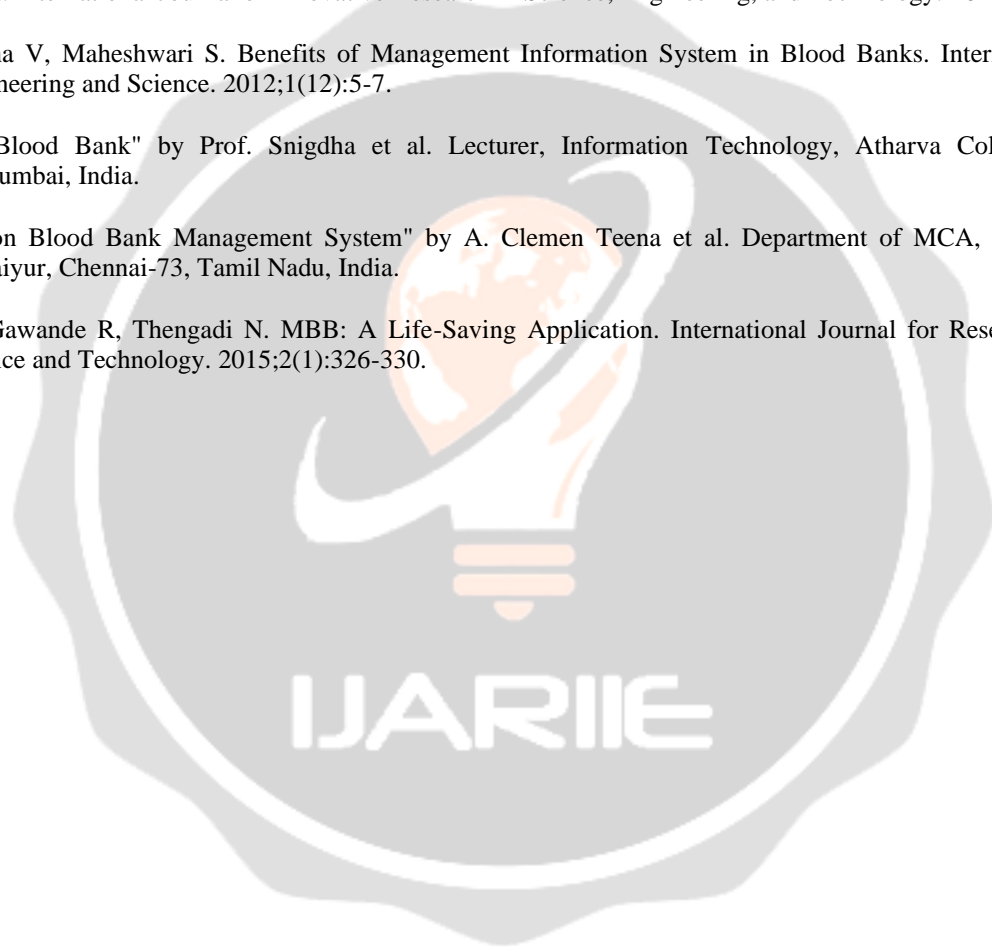 na V, Maheshwari S. Benefits of Management Information System in Blood Banks. Inter
neering and Science. 2012;1(12):5-7.
Blood Bank" by Prof. Snigdha et al. Lecturer, Information Technology, Atharva Col
umbai, India.
on Blood Bank Management System" by A. Clemen Teena et al. Department of MCA,
aiyur, Chennai-73, Tamil Nadu, India.
Gawande R, Thengadi N. MBB: A Life-Saving Application. International Journal for Rese
ce and Technology. 2015;2(1):326-330.
IJARIIE